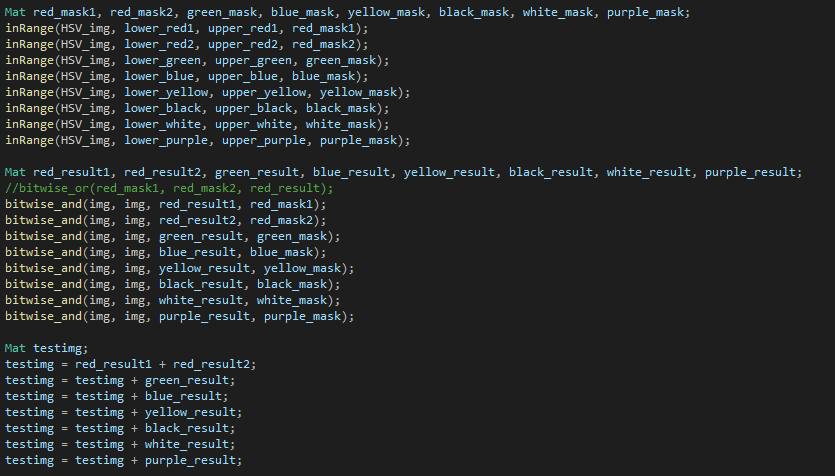 Mat red_mask1, red_mask2, green_mask, blue_mask, yellow_mask, black_mask, white_mask, purple_mask;
inRange(HSV_img, lower_red1, upper_red1, red_mask1);
inRange(HSV_img, lower_red2, upper_red2, red_mask2);
inRange(HSV_img, lower_green, upper_green, green_mask);
inRange(HSV_img, lower_blue, upper_blue, blue_mask);
inRange(HSV_img, lower_yellow, upper_yellow, yellow_mask);
inRange(HSV_img, lower_black, upper_black, black_mask);
inRange(HSV_img, lower_white, upper_white, white_mask);
inRange(HSV_img, lower_purple, upper_purple, purple_mask);
Mat red_result1, red_result2, green_result, blue_result, yellow_result, black_result, white_result, purple_result;
//bitwise_or(red_mask1, red_mask2, red_result);
bitwise_and(img, img, red_result1, red_mask1);
bitwise_and(img, img, red_result2, red_mask2);
bitwise_and(img, img, green_result, green_mask);
bitwise_and(img, img, blue_result, blue_mask);
bitwise_and(img, img, yellow_result, yellow_mask);
bitwise_and(img, img, black_result, black_mask);
bitwise_and(img, img, white_result, white_mask);
bitwise_and(img, img, purple_result, purple_mask);
Mat testimg;
testimg = red_result1 + red_result2;
testimg = testimg + green_result;
testimg = testimg + blue_result;
testimg = testimg + yellow_result;
testimg = testimg + black_result;
testimg = testimg + white_result;
testimg = testimg + purple_result;